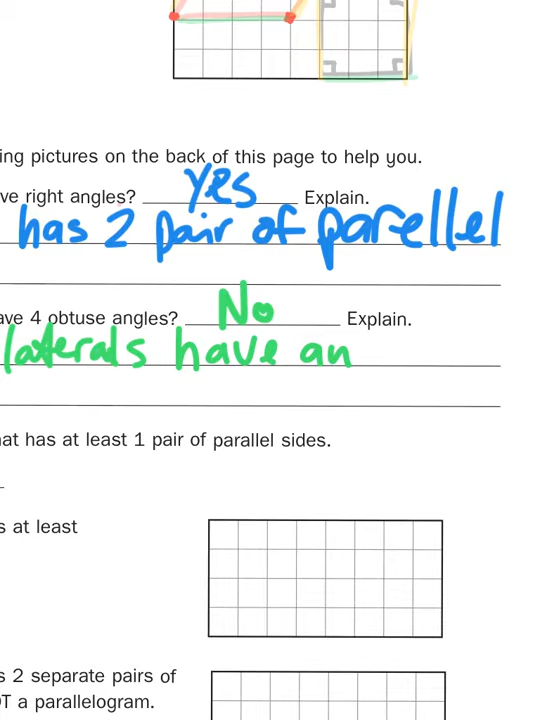 ing pictures on the back of this page to help you.
ve right angles? yes Explain.
has 2 pair of parellel
ave 4 obtuse angles? No Explain.
laterals have an
at has at least 1 pair of parallel sides.
s at least
s 2 separate pairs of
T a parallelogram.